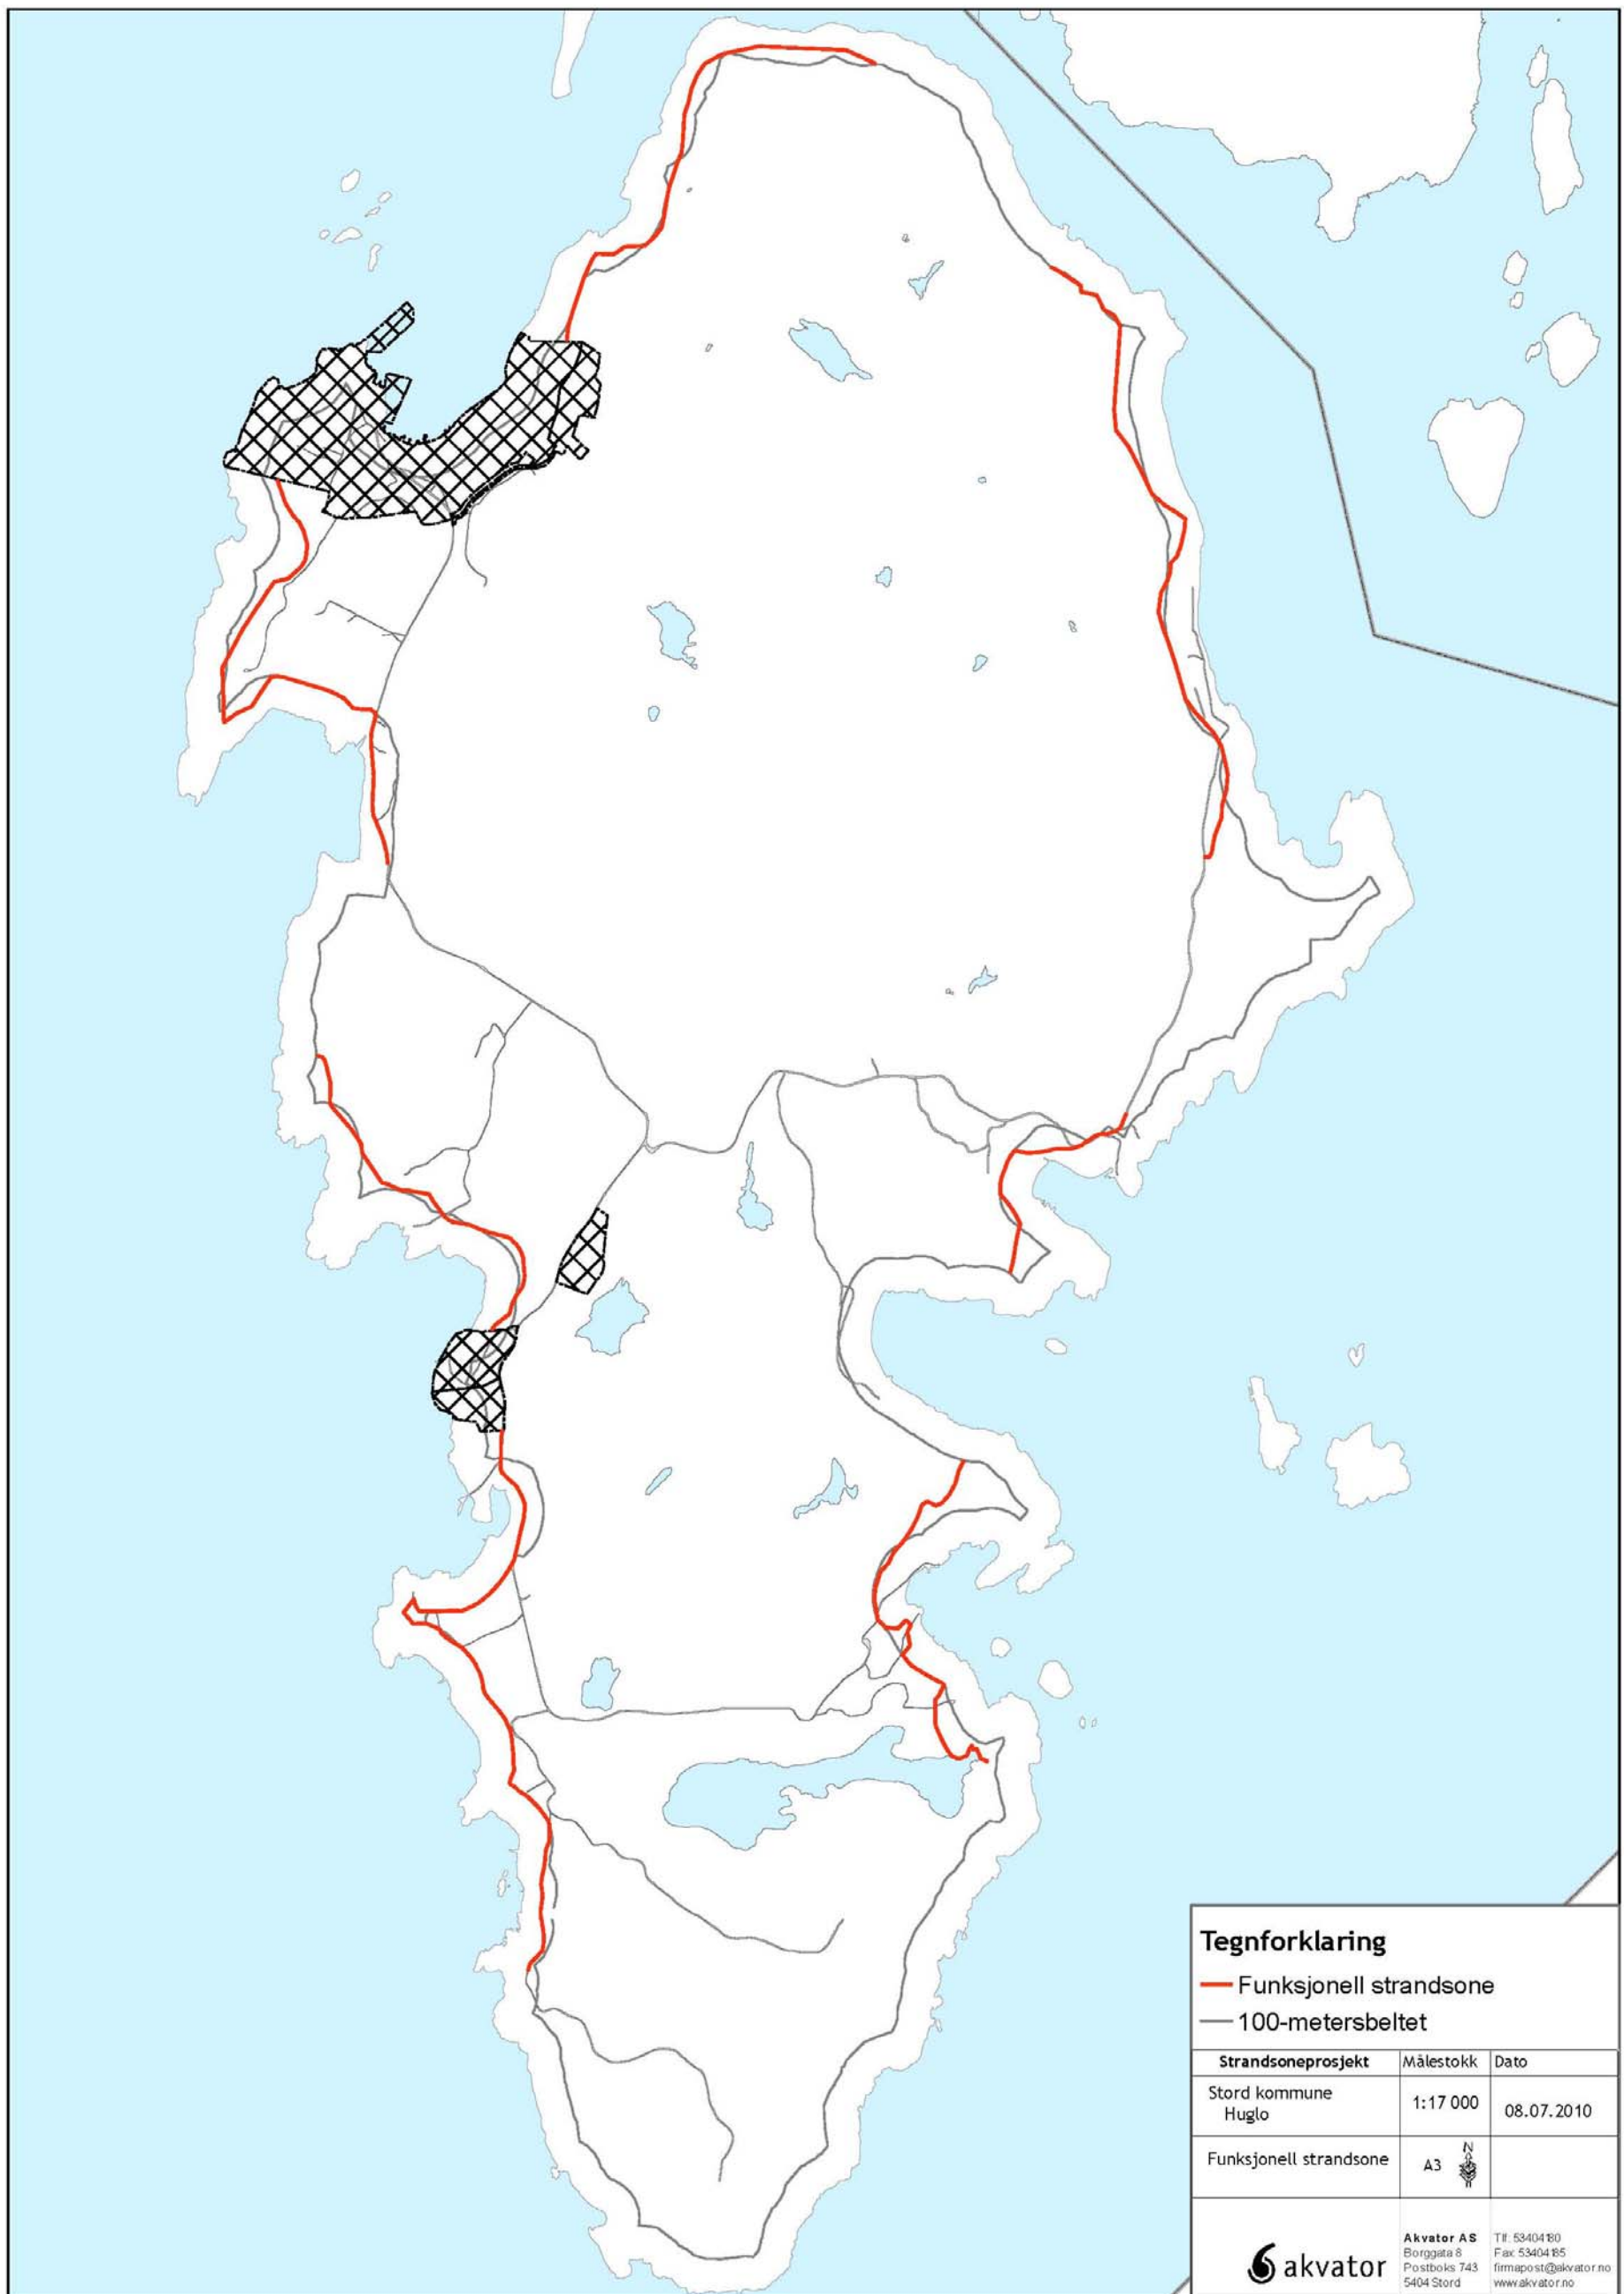 Tegnforklaring
Funksjonell strandsone
100-metersbeltet
Strandsoneprosjekt
Målestokk
Dato
Stord kommune
Huglo
1:17 000
08.07.2010
Funksjonell strandsone
A3
N
akvator
Akvator AS
Borggata 8
Postboks 743
5404 Stord
Tlf: 53404180
Fax: 53404185
firmapost@akvator.no
www.akvator.no